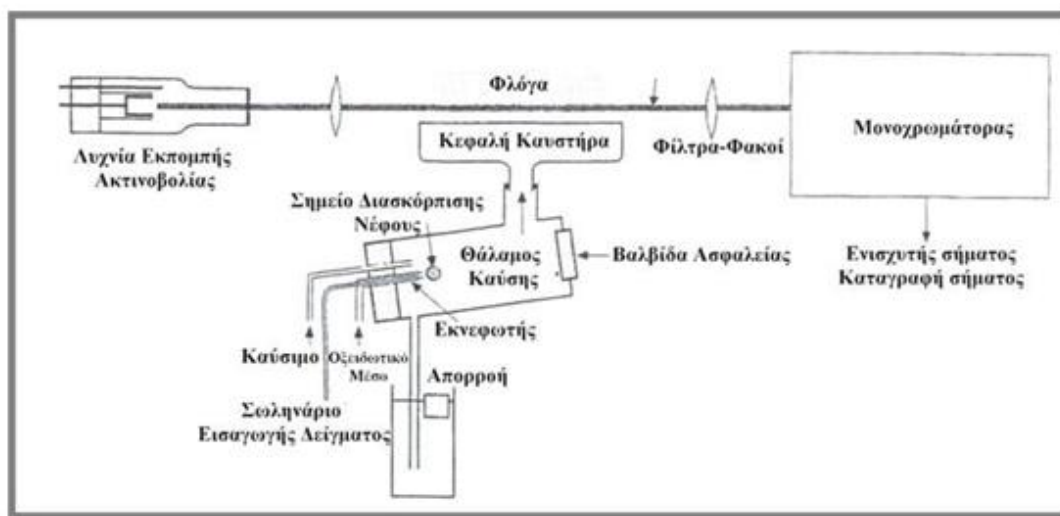 Φλόγα
Μονοχρωμάτορας
Κεφαλή Καυστήρα
Φίλτρα-Φακοί
Λυχνία Εκπομπής
Ακτινοβολίας
Σημείο Διασκόρπισης
Νέφους
Θάλαμος
Καύσης
Βαλβίδα Ασφαλείας
Ενισχυτής σήματος
Καταγραφή σήματος
Εκνεφωτής
Καύσιμο
Οξειδωτικό
Μέσο
Απορροή
Σωληνάριο
Εισαγωγής Δείγματος